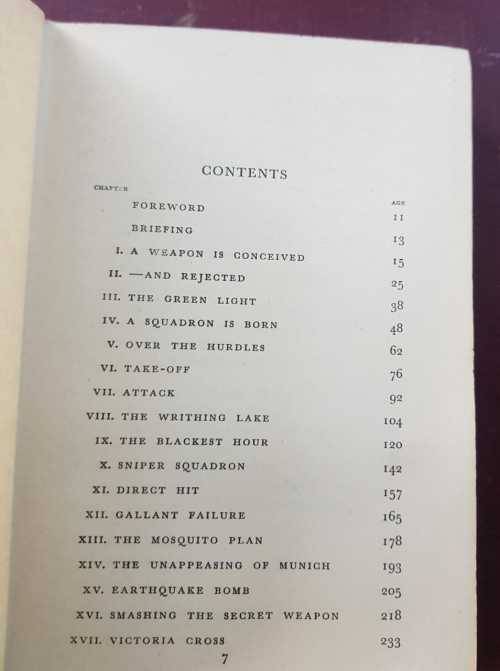 CONTENTS
CHAPTER AGE
FOREWORD 11
BRIEFING 13
I. A WEAPON IS CONCEIVED 15
II. —AND REJECTED 25
III. THE GREEN LIGHT 38
IV. A SQUADRON IS BORN 48
V. OVER THE HURDLES 62
VI. TAKE-OFF 76
VII. ATTACK 92
VIII. THE WRITHING LAKE 104
IX. THE BLACKEST HOUR 120
X. SNIPER SQUADRON 142
XI. DIRECT HIT 157
XII. GALLANT FAILURE 165
XIII. THE MOSQUITO PLAN 178
XIV. THE UNAPPEASING OF MUNICH 193
XV. EARTHQUAKE BOMB 205
XVI. SMASHING THE SECRET WEAPON 218
XVII. VICTORIA CROSS 233
7